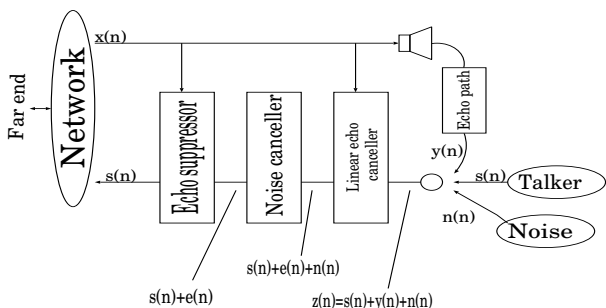 x(n)
Far end
Network
Echo path
Echo suppressor
Noise canceller
Linear echo
canceller
y(n)
s(n)
s(n)
Talker
n(n)
Noise
s(n)+e(n)+n(n)
s(n)+e(n)
z(n)=s(n)+y(n)+n(n)